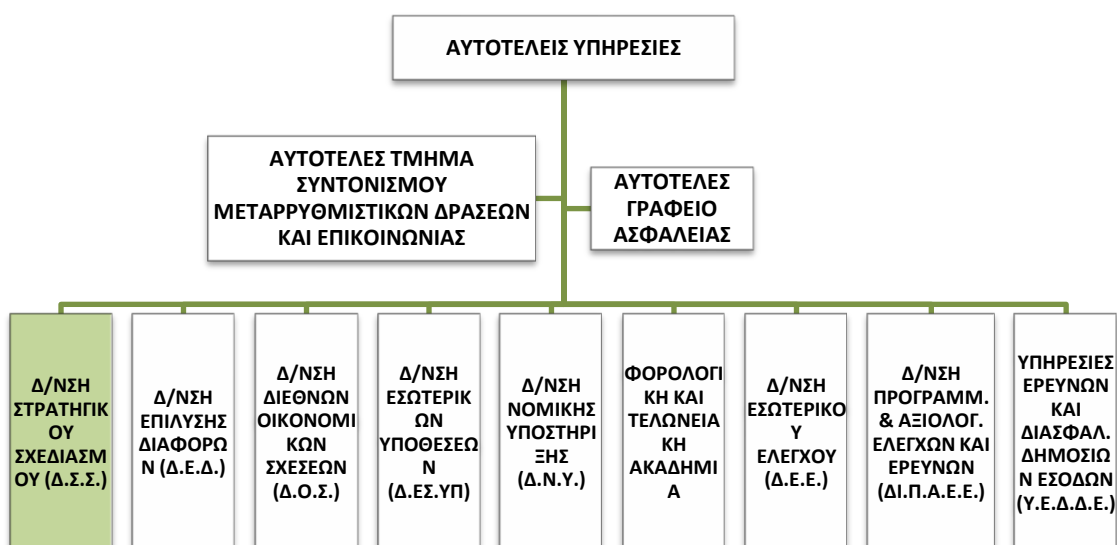 ΑΥΤΟΤΕΛΕΙΣ ΥΠΗΡΕΣΙΕΣ
ΑΥΤΟΤΕΛΕΣ ΤΜΗΜΑ
ΣΥΝΤΟΝΙΣΜΟΥ
ΜΕΤΑΡΡΥΘΜΙΣΤΙΚΩΝ ΔΡΑΣΕΩΝ
ΚΑΙ ΕΠΙΚΟΙΝΩΝΙΑΣ
ΑΥΤΟΤΕΛΕΣ
ΓΡΑΦΕΙΟ
ΑΣΦΑΛΕΙΑΣ
Δ/ΝΣΗ
ΣΤΡΑΤΗΓΙΚ
ΟΥ
ΣΧΕΔΙΑΣΜ
ΟΥ (Δ.Σ.Σ.)
Δ/ΝΣΗ
ΕΠΙΛΥΣΗΣ
ΔΙΑΦΟΡΩ
Ν (Δ.Ε.Δ.)
Δ/ΝΣΗ
ΔΙΕΘΝΩΝ
ΟΙΚΟΝΟΜΙ
ΚΩΝ
ΣΧΕΣΕΩΝ
(Δ.Ο.Σ.)
Δ/ΝΣΗ
ΕΣΩΤΕΡΙΚ
ΩΝ
ΥΠΟΘΕΣΕΩ
Ν
(Δ.ΕΣ.ΥΠ)
Δ/ΝΣΗ
ΝΟΜΙΚΗΣ
ΥΠΟΣΤΗΡΙ
ΞΗΣ
(Δ.Ν.Υ.)
ΦΟΡΟΛΟΓΙ
ΚΗ ΚΑΙ
ΤΕΛΩΝΕΙΑ
ΚΗ
ΑΚΑΔΗΜΙ
Α
Δ/ΝΣΗ
ΕΣΩΤΕΡΙΚΟ
Υ
ΕΛΕΓΧΟΥ
(Δ.Ε.Ε.)
Δ/ΝΣΗ
ΠΡΟΓΡΑΜΜ.
& ΑΞΙΟΛΟΓ.
ΕΛΕΓΧΩΝ ΚΑΙ
ΕΡΕΥΝΩΝ
(ΔΙ.Π.Α.Ε.Ε.)
ΥΠΗΡΕΣΙΕΣ
ΕΡΕΥΝΩΝ
ΚΑΙ
ΔΙΑΣΦΑΛ.
ΔΗΜΟΣΙΩ
Ν ΕΣΟΔΩΝ
(Υ.Ε.Δ.Δ.Ε.)